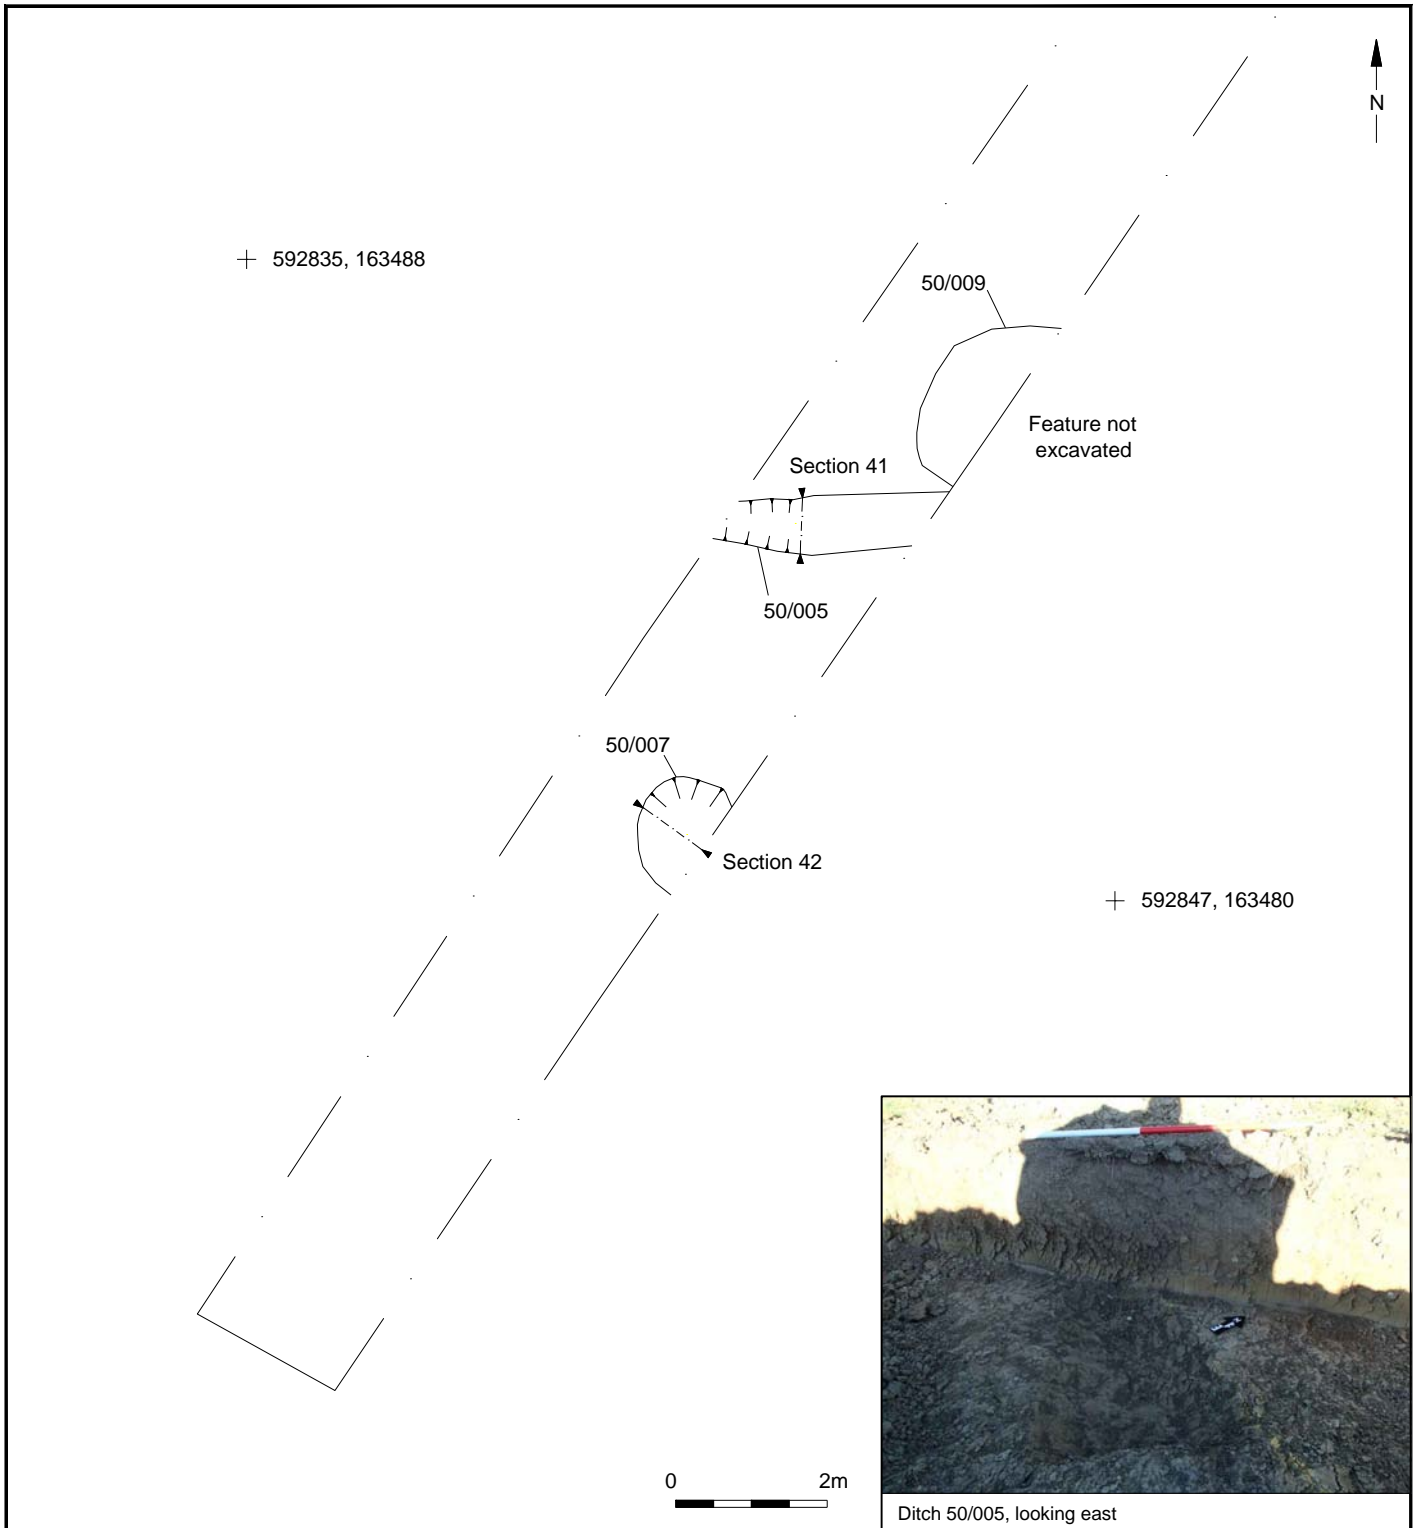 N
592835, 163488
50/009
Feature not
excavated
Section 41
50/005
50/007
Section 42
592847, 163480
0 2m
Ditch 50/005, looking east